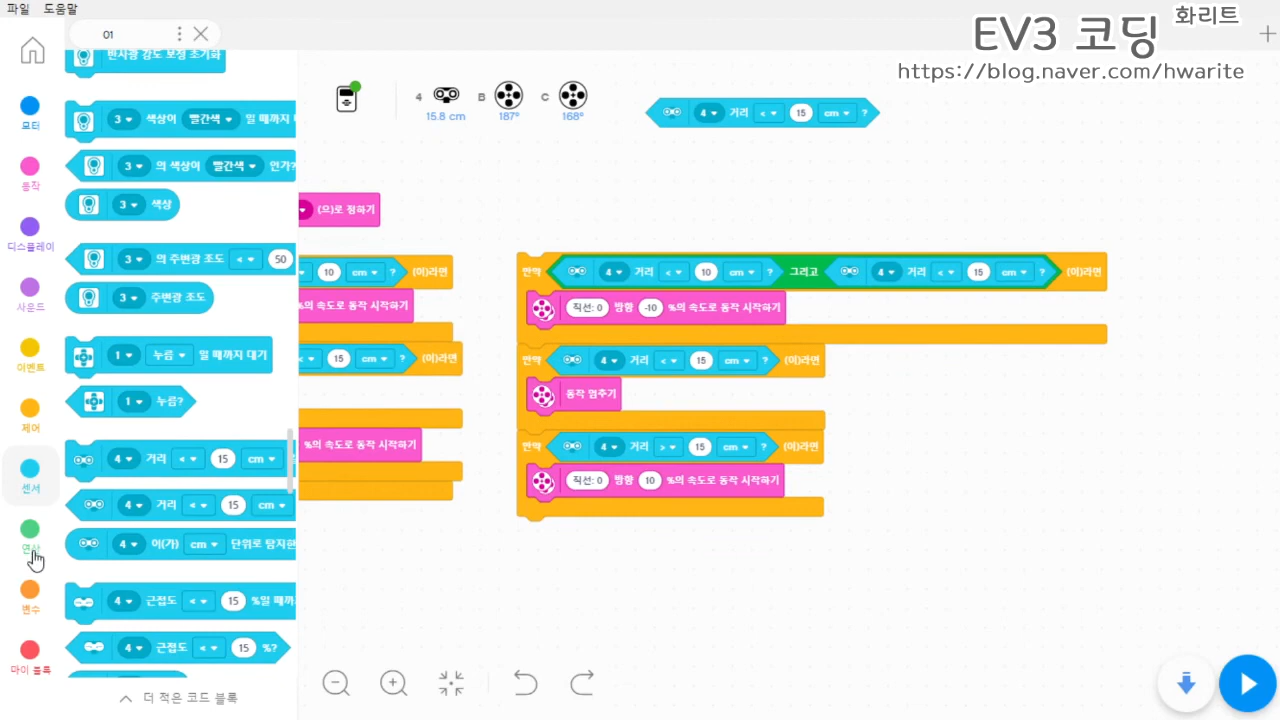 파일 도움말
화리트
EV3 코딩
https://blog.naver.com/hwarite
01
반사광 강도 보정 초기화
4 15.8 cm
B 187°
C 168°
4 거리 < 15 cm ?
모터
동작
디스플레이
사운드
이벤트
제어
센서
연산
변수
마이 블록
3 색상이 빨간색 일 때까지
3 의 색상이 빨간색 인가?
3 색상
3 의 주변광 조도 < 50
3 주변광 조도
1 누름 일 때까지 대기
1 누름?
4 거리 < 15 cm
4 거리 < 15 cm
4 이(가) cm 단위로 탐지한
4 근접도 < 15 %일 때까
4 근접도 < 15 %?
더 적은 코드 블록
(으)로 정하기
10 cm ? (이)라면
%의 속도로 동작 시작하기
< 15 cm ? (이)라면
%의 속도로 동작 시작하기
만약 4 거리 < 10 cm ? 그리고 4 거리 < 15 cm ? (이)라면
직선: 0 방향 -10 %의 속도로 동작 시작하기
만약 4 거리 < 15 cm ? (이)라면
동작 멈추기
만약 4 거리 > 15 cm ? (이)라면
직선: 0 방향 10 %의 속도로 동작 시작하기